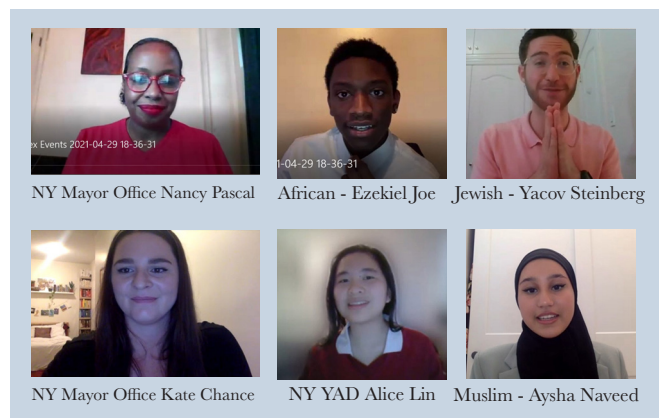 ex Events 2021-04-29 18-36-31
1-04-29 18-36-31
NY Mayor Office Nancy Pascal
African - Ezekiel Joe
Jewish - Yacov Steinberg
NY Mayor Office Kate Chance
NY YAD Alice Lin
Muslim - Aysha Naveed